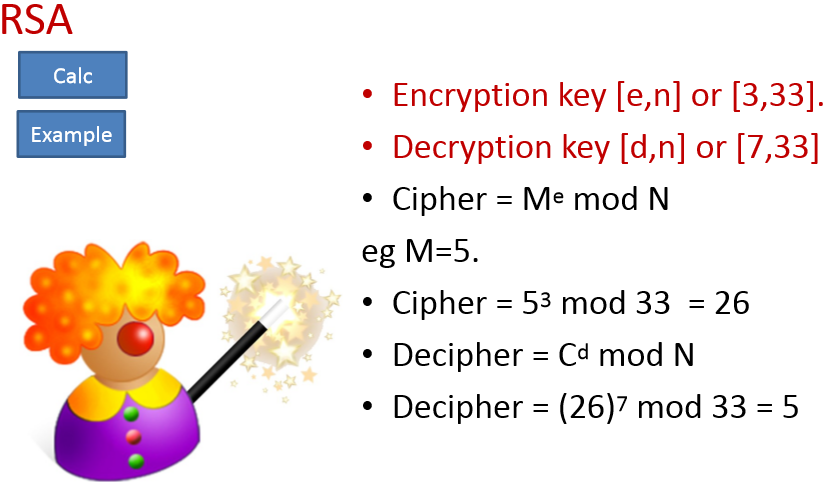 RSA
Calc
Example
• Encryption key [e,n] or [3,33].
• Decryption key [d,n] or [7,33]
• Cipher = Mᵉ mod N
eg M=5.
• Cipher = 5³ mod 33 = 26
• Decipher = Cᵈ mod N
• Decipher = (26)⁷ mod 33 = 5